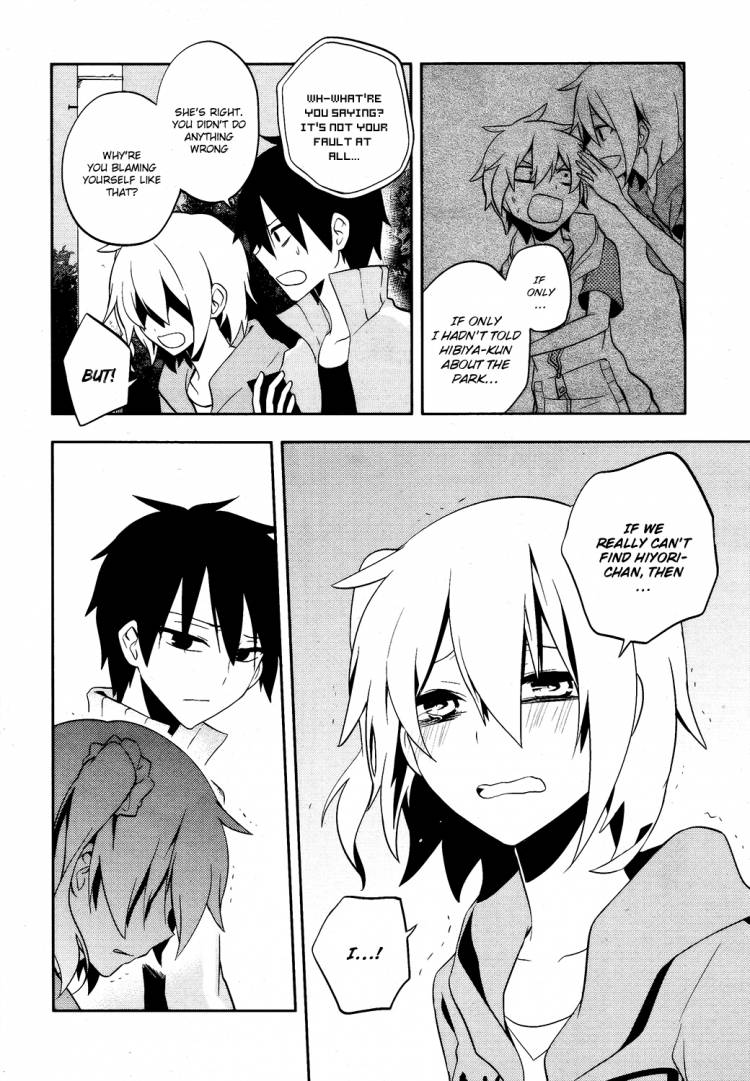 IF
ONLY
...
IF ONLY
I HADN'T TOLD
HIBIYA-KUN
ABOUT THE
PARK...
WH-WHAT'RE
YOU SAYING?
IT'S NOT YOUR
FAULT AT
ALL...
SHE'S RIGHT.
YOU DIDN'T DO
ANYTHING
WRONG
WHY'RE
YOU BLAMING
YOURSELF LIKE
THAT?
BUT!
IF WE
REALLY CAN'T
FIND HIYORI-
CHAN, THEN
...
I...!